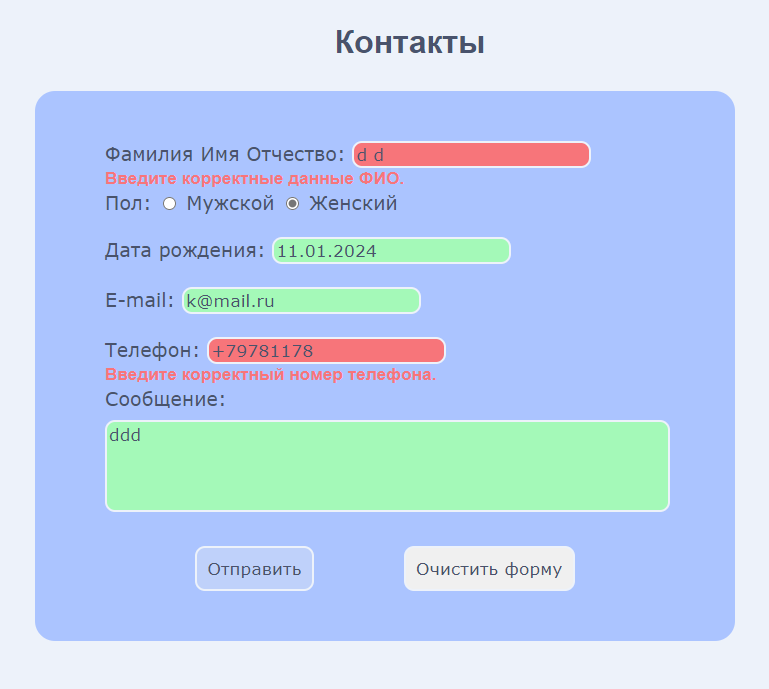 Контакты
Фамилия Имя Отчество: d d
Введите корректные данные ФИО.
Пол: Мужской Женский
Дата рождения: 11.01.2024
E-mail: k@mail.ru
Телефон: +79781178
Введите корректный номер телефона.
Сообщение:
ddd
Отправить Очистить форму